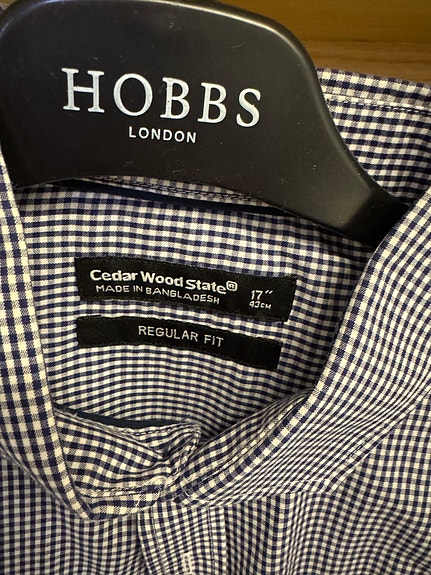 HOBBS
LONDON
Cedar Wood State®
MADE IN BANGLADESH
17"
43CM
REGULAR FIT